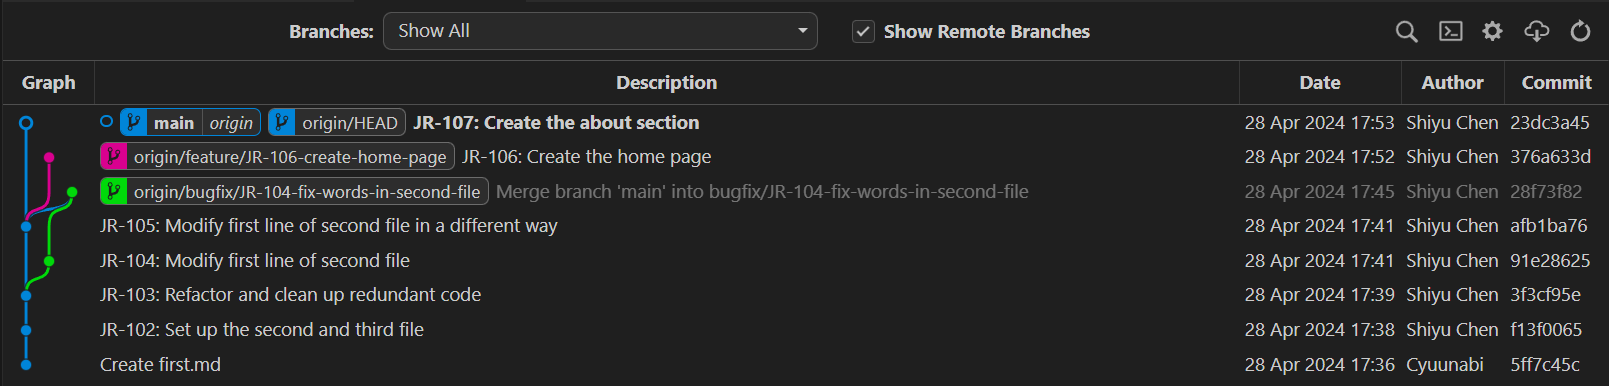 Branches: Show All Show Remote Branches
Graph Description Date Author Commit
main origin origin/HEAD JR-107: Create the about section 28 Apr 2024 17:53 Shiyu Chen 23dc3a45
origin/feature/JR-106-create-home-page JR-106: Create the home page 28 Apr 2024 17:52 Shiyu Chen 376a633d
origin/bugfix/JR-104-fix-words-in-second-file Merge branch 'main' into bugfix/JR-104-fix-words-in-second-file 28 Apr 2024 17:45 Shiyu Chen 28f73f82
JR-105: Modify first line of second file in a different way 28 Apr 2024 17:41 Shiyu Chen afb1ba76
JR-104: Modify first line of second file 28 Apr 2024 17:41 Shiyu Chen 91e28625
JR-103: Refactor and clean up redundant code 28 Apr 2024 17:39 Shiyu Chen 3f3cf95e
JR-102: Set up the second and third file 28 Apr 2024 17:38 Shiyu Chen f13f0065
Create first.md 28 Apr 2024 17:36 Cyuunabi 5ff7c45c